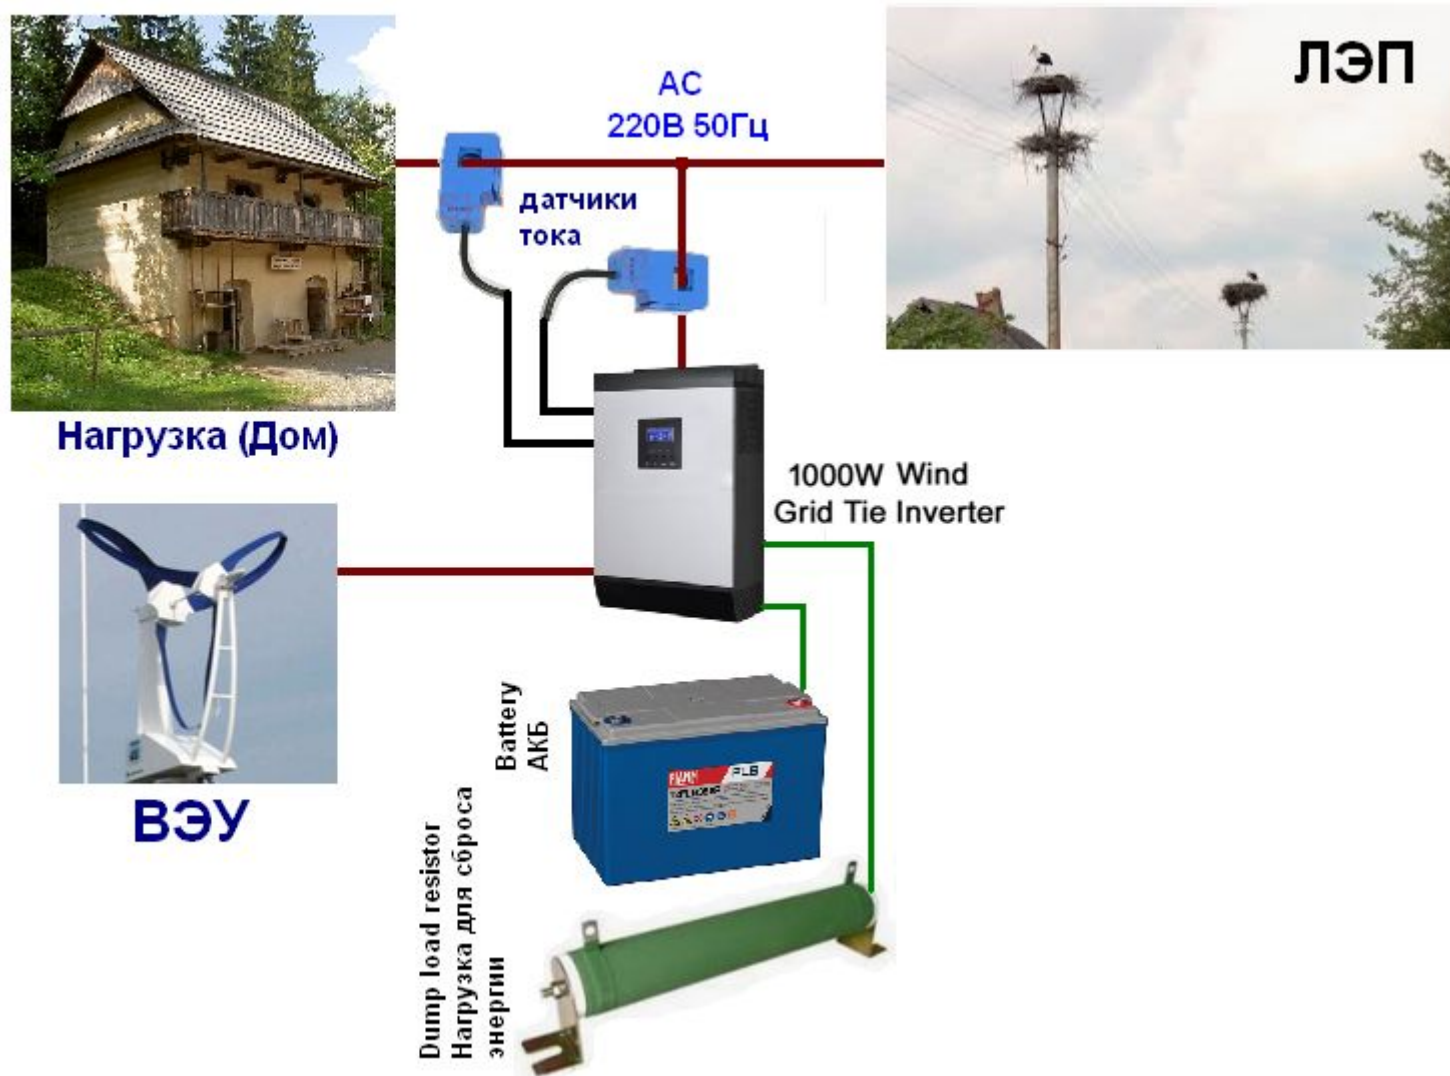 AC
220В 50Гц
ЛЭП
датчики
тока
Нагрузка (Дом)
1000W Wind
Grid Tie Inverter
ВЭУ
Battery
АКБ
FIAMM
FLB
Dump load resistor
Нагрузка для сброса
энергии